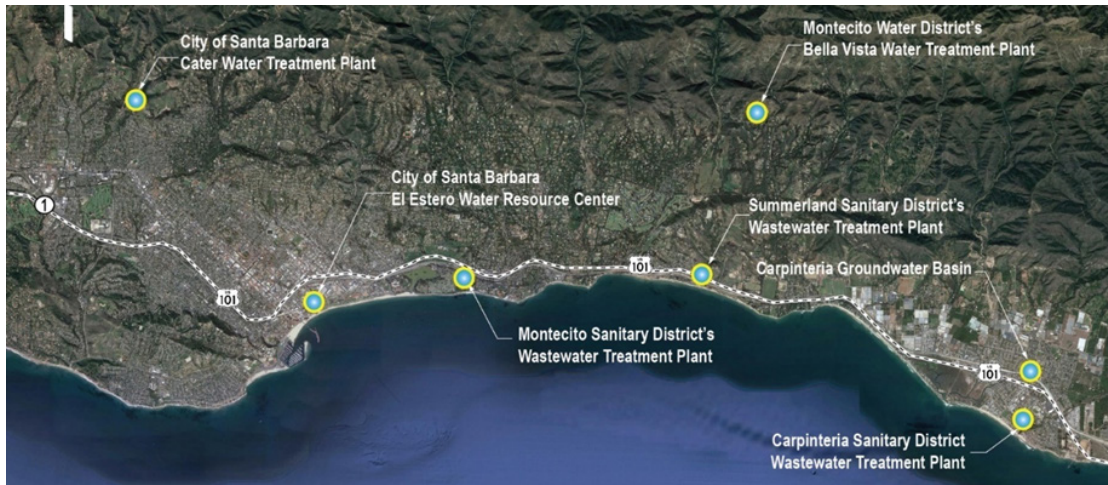 City of Santa Barbara
Cater Water Treatment Plant
Montecito Water District's
Bella Vista Water Treatment Plant
City of Santa Barbara
El Estero Water Resource Center
1
Summerland Sanitary District's
Wastewater Treatment Plant
101
Carpinteria Groundwater Basin
101
Montecito Sanitary District's
Wastewater Treatment Plant
101
Carpinteria Sanitary District
Wastewater Treatment Plant